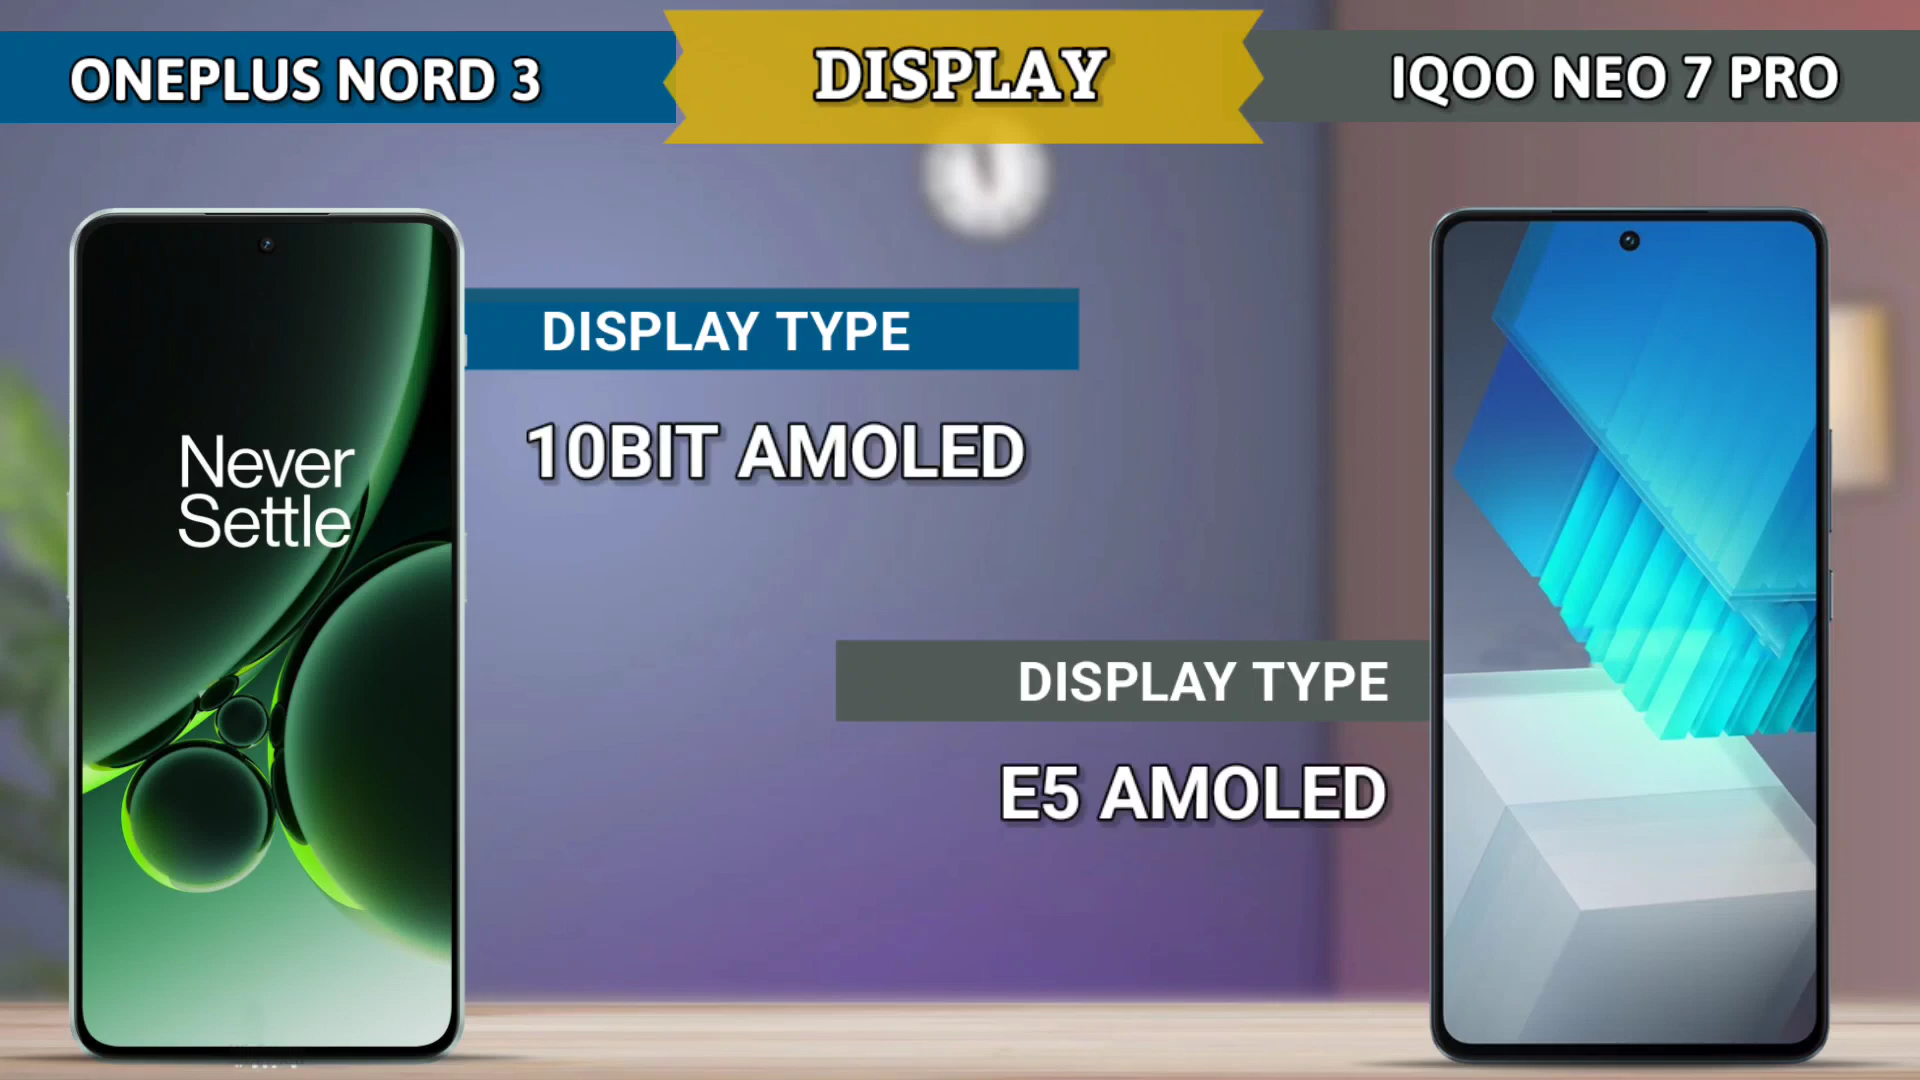 ONEPLUS NORD 3
DISPLAY
IQOO NEO 7 PRO
DISPLAY TYPE
10BIT AMOLED
Never
Settle
DISPLAY TYPE
E5 AMOLED